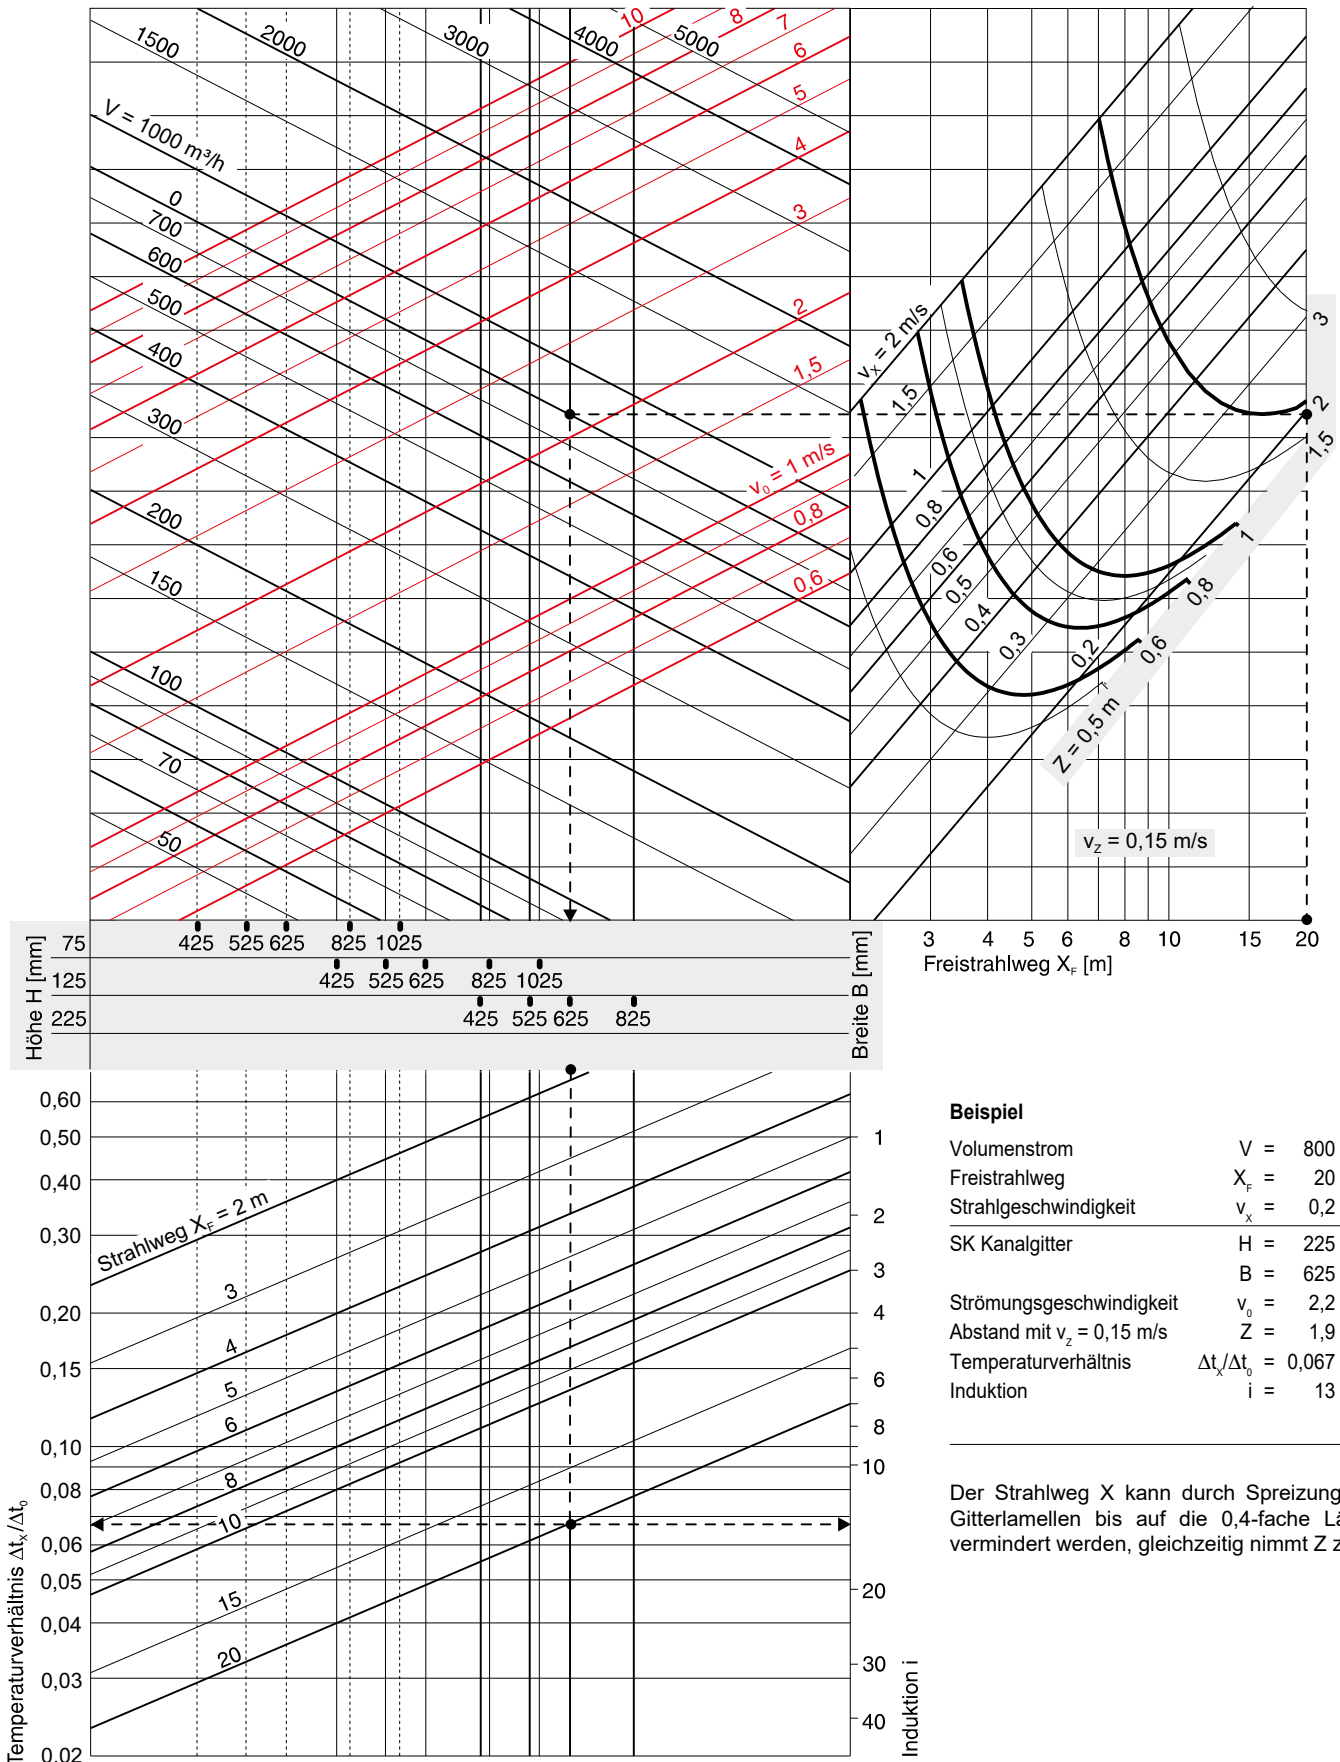 1500
2000
3000
4000
5000
10
8
7
6
5
4
3
2
1,5
v₀ = 1 m/s
0,8
0,6
V = 1000 m³/h
0
700
600
500
400
300
200
150
100
70
50
vₓ = 2 m/s
1,5
1
0,8
0,6
0,5
0,4
0,3
0,2
3
2
1,5
1
0,8
0,6
Z = 0,5 m
v_Z = 0,15 m/s
3 4 5 6 8 10 15 20
Freistrahlweg X_F [m]
Höhe H [mm]
Breite B [mm]
75 425 525 625 825 1025
125 425 525 625 825 1025
225 425 525 625 825
0,60
0,50
0,40
0,30
0,20
0,15
0,10
0,08
0,06
0,05
0,04
0,03
0,02
Temperaturverhältnis Δtₓ/Δt₀
Strahlweg X_F = 2 m
3
4
5
6
8
10
15
20
1
2
3
4
6
8
10
20
30
40
Induktion i
Beispiel
Volumenstrom V = 800
Freistrahlweg X_F = 20
Strahlgeschwindigkeit vₓ = 0,2
SK Kanalgitter H = 225
B = 625
Strömungsgeschwindigkeit v₀ = 2,2
Abstand mit v_Z = 0,15 m/s Z = 1,9
Temperaturverhältnis Δtₓ/Δt₀ = 0,067
Induktion i = 13
Der Strahlweg X kann durch Spreizung
Gitterlamellen bis auf die 0,4-fache Lä
vermindert werden, gleichzeitig nimmt Z z